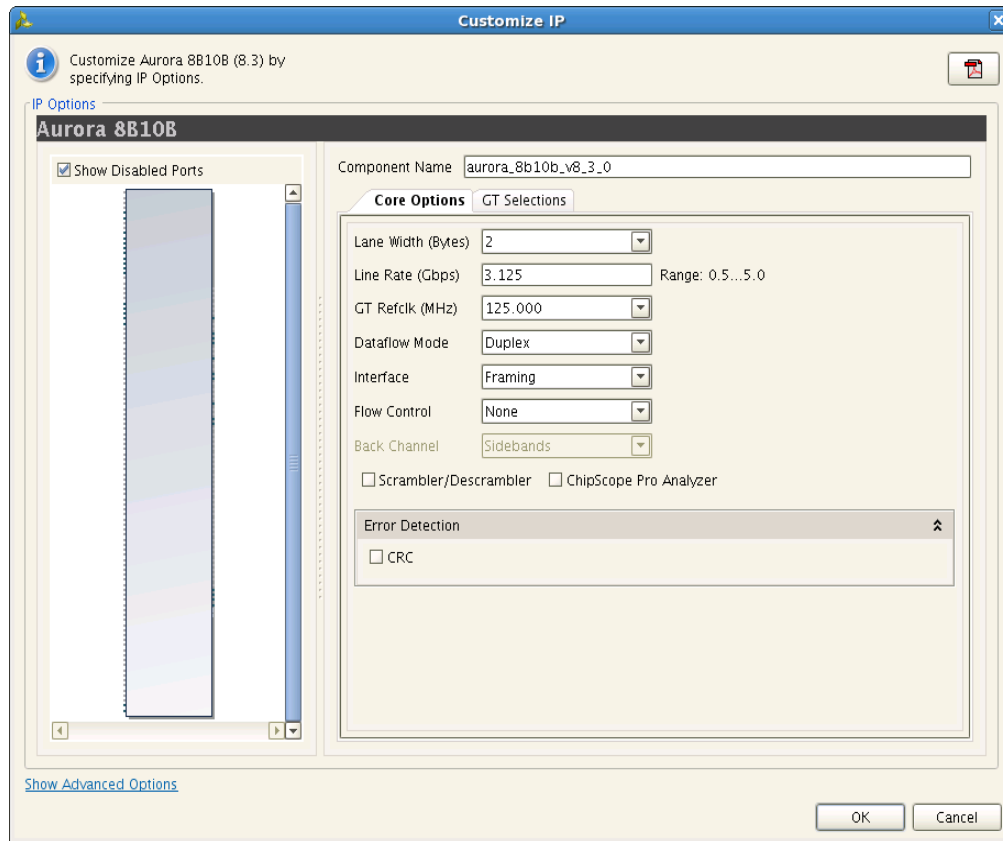 Customize IP
Customize Aurora 8B10B (8.3) by
specifying IP Options.
IP Options
Aurora 8B10B
Show Disabled Ports
Component Name aurora_8b10b_v8_3_0
Core Options GT Selections
Lane Width (Bytes) 2
Line Rate (Gbps) 3.125 Range: 0.5...5.0
GT Refclk (MHz) 125.000
Dataflow Mode Duplex
Interface Framing
Flow Control None
Back Channel Sidebands
Scrambler/Descrambler ChipScope Pro Analyzer
Error Detection
CRC
Show Advanced Options
OK Cancel